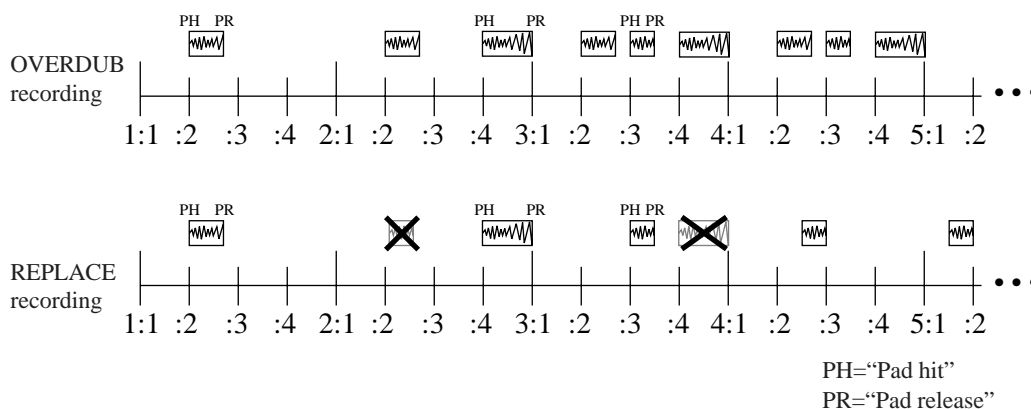 PH PR PH PR PH PR
OVERDUB
recording
1:1 :2 :3 :4 2:1 :2 :3 :4 3:1 :2 :3 :4 4:1 :2 :3 :4 5:1 :2
PH PR PH PR PH PR
REPLACE
recording
1:1 :2 :3 :4 2:1 :2 :3 :4 3:1 :2 :3 :4 4:1 :2 :3 :4 5:1 :2
PH=“Pad hit”
PR=“Pad release”